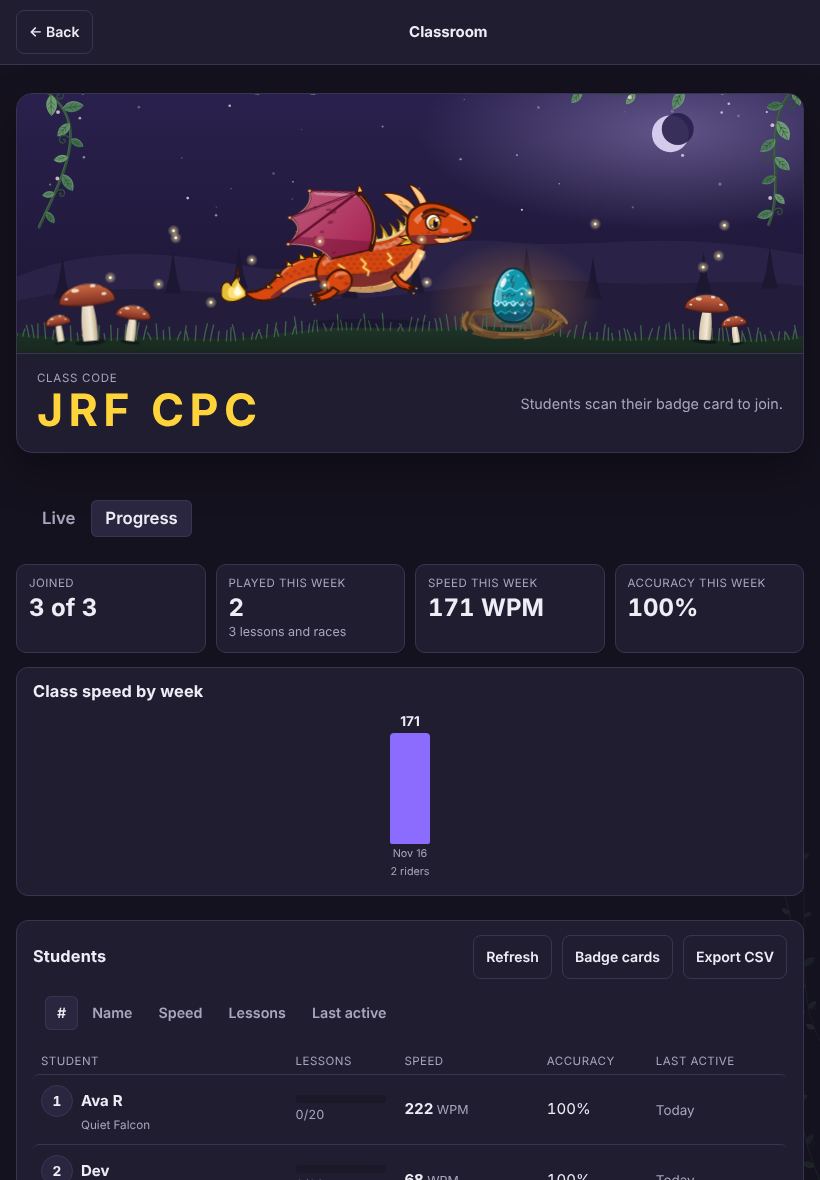 ← Back
Classroom
CLASS CODE
JRF CPC
Students scan their badge card to join.
Live
Progress
JOINED
3 of 3
PLAYED THIS WEEK
2
3 lessons and races
SPEED THIS WEEK
171 WPM
ACCURACY THIS WEEK
100%
Class speed by week
171
Nov 16
2 riders
Students
Refresh
Badge cards
Export CSV
# Name Speed Lessons Last active
STUDENT LESSONS SPEED ACCURACY LAST ACTIVE
1 Ava R 222 WPM 100% Today
Quiet Falcon 0/20
2 Dev 68 WPM 100% Today